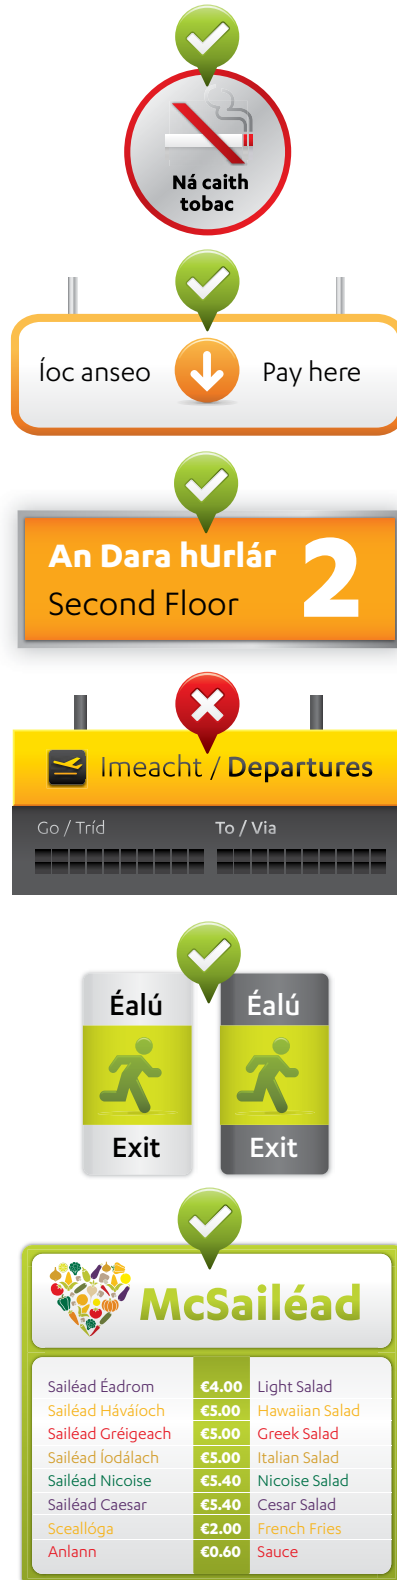 Ná caith
tobac
Íoc anseo Pay here
An Dara hUrlár 2
Second Floor
Imeacht / Departures
Go / Tríd To / Via
Éalú Éalú
Exit Exit
McSailéad
Sailéad Éadrom €4.00 Light Salad
Sailéad Háváíoch €5.00 Hawaiian Salad
Sailéad Gréigeach €5.00 Greek Salad
Sailéad Íodálach €5.00 Italian Salad
Sailéad Nicoise €5.40 Nicoise Salad
Sailéad Caesar €5.40 Cesar Salad
Sceallóga €2.00 French Fries
Anlann €0.60 Sauce